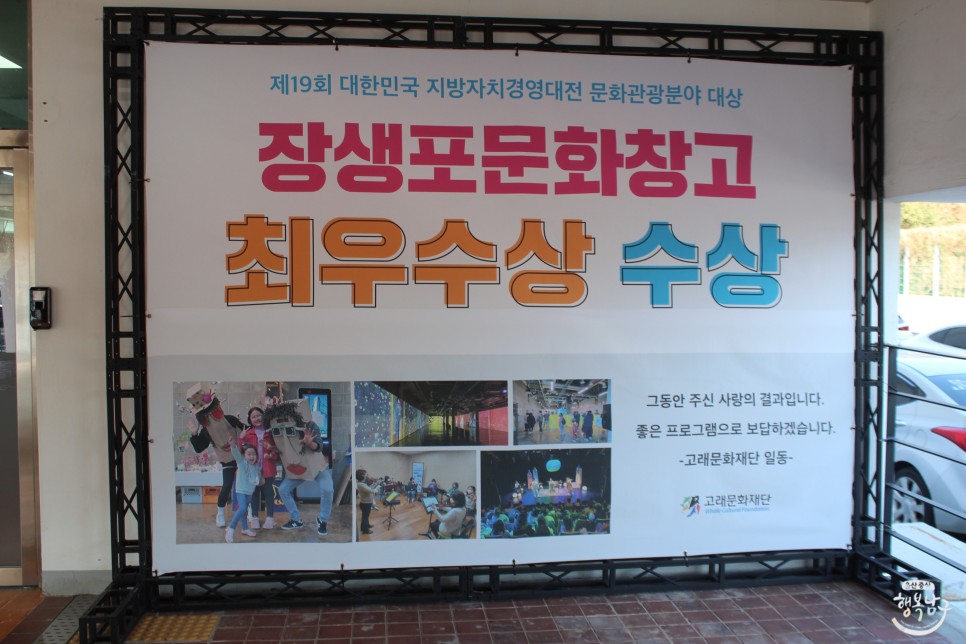 제19회 대한민국 지방자치경영대전 문화관광분야 대상
장생포문화창고
최우수상 수상
그동안 주신 사랑의 결과입니다.
좋은 프로그램으로 보답하겠습니다.
-고래문화재단 일동-
고래문화재단
Whale Cultural Foundation
행복남구